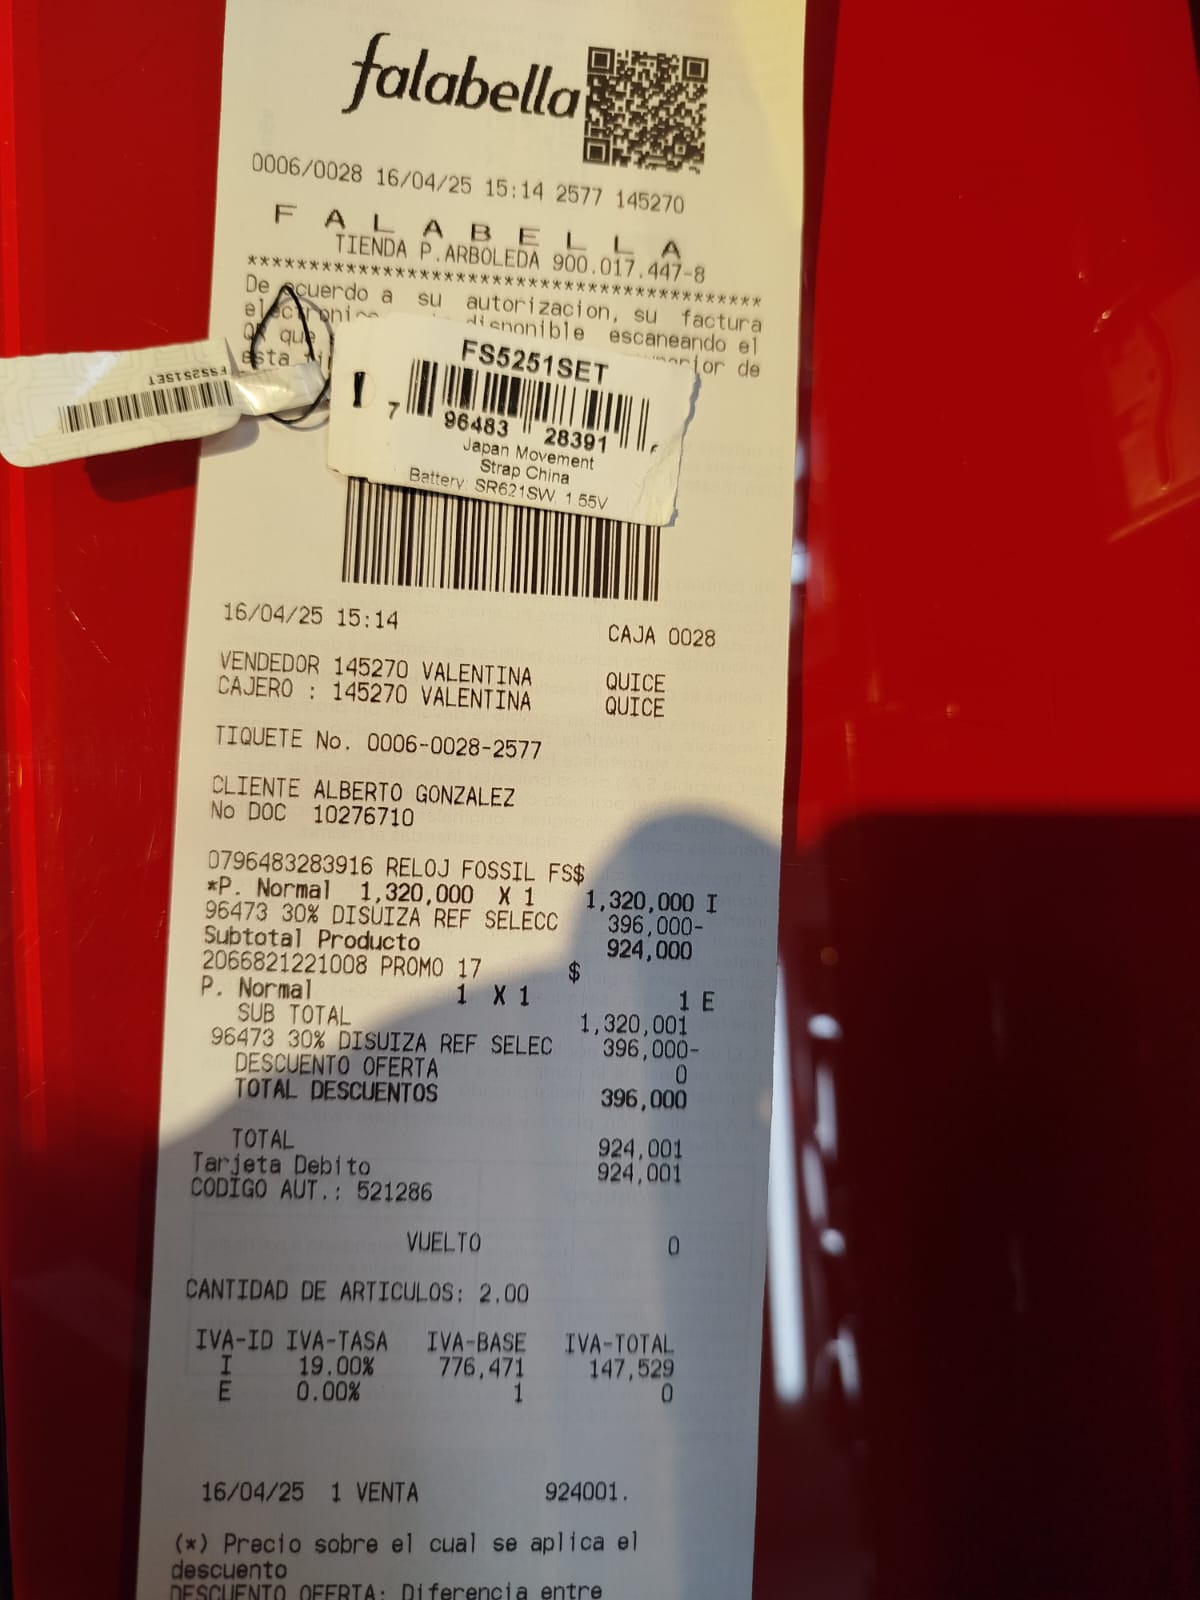 falabella
0006/0028 16/04/25 15:14 2577 145270
F A L A B E L L A
TIENDA P.ARBOLEDA 900.017.447-8
******************************************
De acuerdo a su autorizacion, su factura
disponible escaneando el
QR que de
esta
FS5251SET
FS5251SET
7 96483 28391
Japan Movement
Strap China
Battery: SR621SW, 1.55V
16/04/25 15:14 CAJA 0028
VENDEDOR 145270 VALENTINA QUICE
CAJERO : 145270 VALENTINA QUICE
TIQUETE No. 0006-0028-2577
CLIENTE ALBERTO GONZALEZ
No DOC 10276710
0796483283916 RELOJ FOSSIL FS$
*P. Normal 1,320,000 X 1 1,320,000 I
96473 30% DISUIZA REF SELECC 396,000-
Subtotal Producto 924,000
2066821221008 PROMO 17 $
P. Normal 1 X 1 1 E
SUB TOTAL 1,320,001
96473 30% DISUIZA REF SELEC 396,000-
DESCUENTO OFERTA 0
TOTAL DESCUENTOS 396,000
TOTAL 924,001
Tarjeta Debito 924,001
CODIGO AUT.: 521286
VUELTO 0
CANTIDAD DE ARTICULOS: 2.00
IVA-ID IVA-TASA IVA-BASE IVA-TOTAL
I 19.00% 776,471 147,529
E 0.00% 1 0
16/04/25 1 VENTA 924001.
(*) Precio sobre el cual se aplica el
descuento
DESCUENTO OFERTA: Diferencia entre